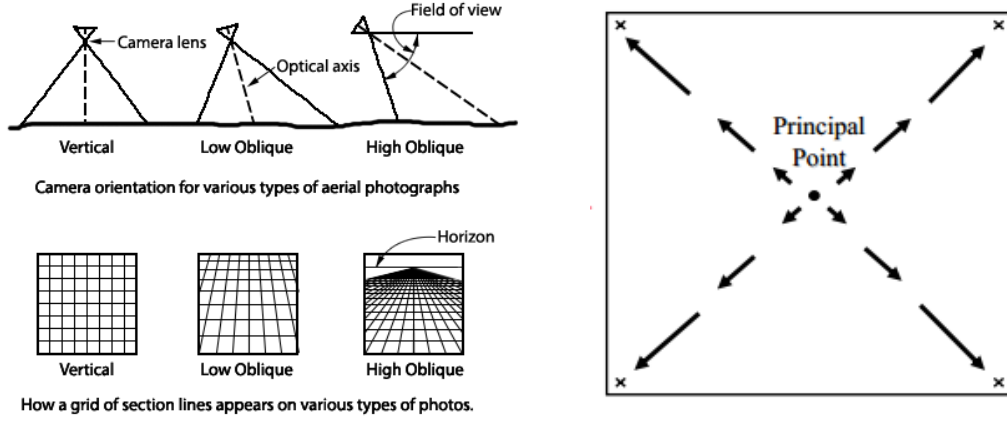 Field of view
Camera lens
Optical axis
Vertical
Low Oblique
High Oblique
Camera orientation for various types of aerial photographs
Horizon
Vertical
Low Oblique
High Oblique
How a grid of section lines appears on various types of photos.
Principal
Point